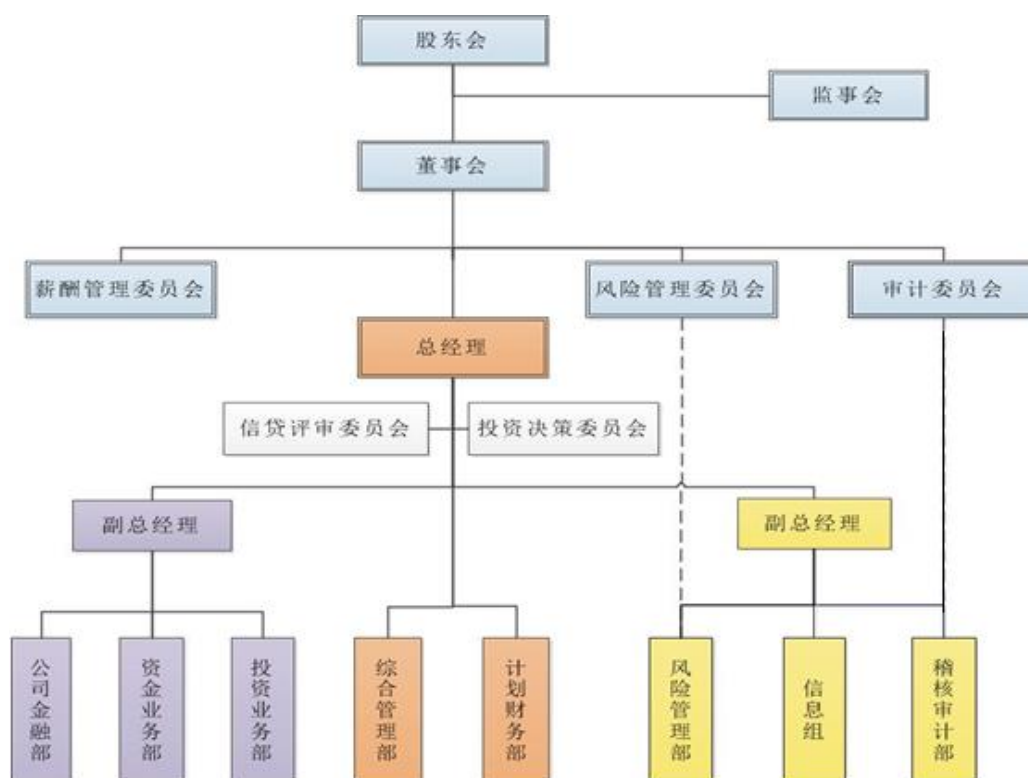 股东会
监事会
董事会
薪酬管理委员会
风险管理委员会
审计委员会
总经理
信贷评审委员会
投资决策委员会
副总经理
副总经理
公司金融部
资金业务部
投资业务部
综合管理部
计划财务部
风险管理部
信息组
稽核审计部